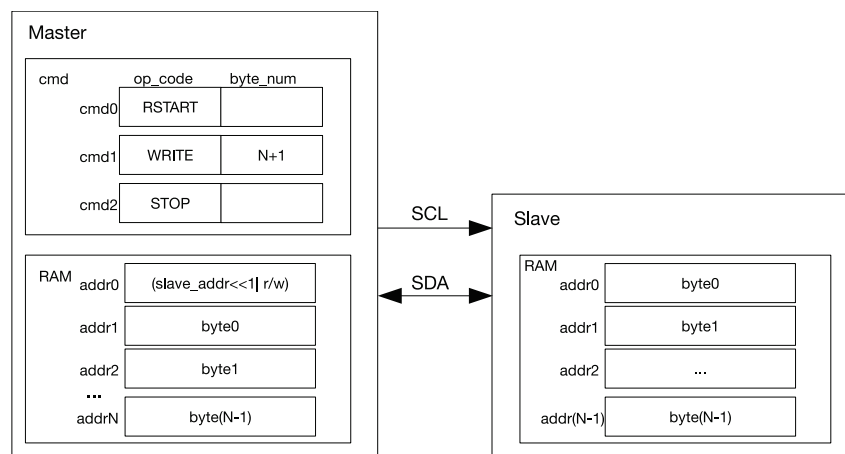 Master
cmd op_code byte_num
cmd0 RSTART
cmd1 WRITE N+1
cmd2 STOP
RAM
addr0 (slave_addr<<1| r/w)
addr1 byte0
addr2 byte1
...
addrN byte(N-1)
SCL
SDA
Slave
RAM
addr0 byte0
addr1 byte1
addr2 ...
addr(N-1) byte(N-1)